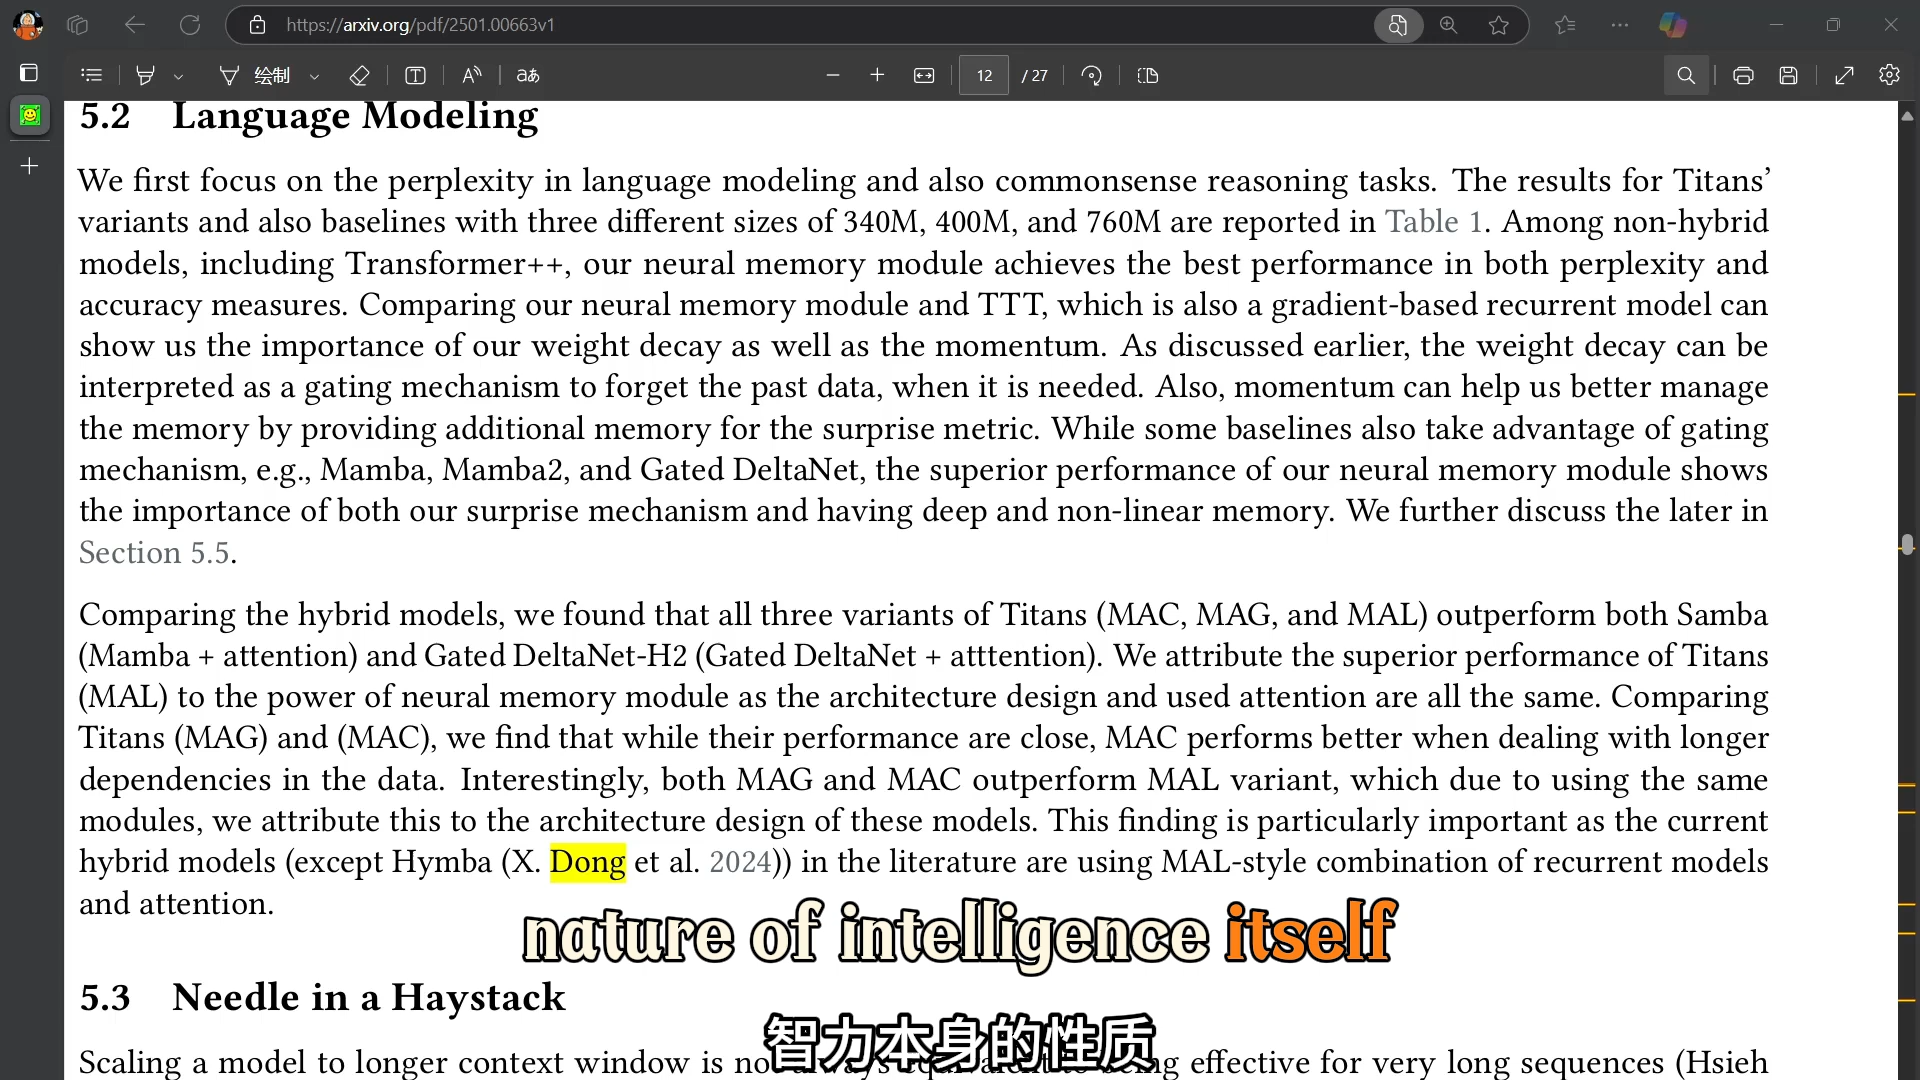 https://arxiv.org/pdf/2501.00663v1
绘制
aあ
12 / 27
5.2 Language Modeling
We first focus on the perplexity in language modeling and also commonsense reasoning tasks. The results for Titans’
variants and also baselines with three different sizes of 340M, 400M, and 760M are reported in Table 1. Among non-hybrid
models, including Transformer++, our neural memory module achieves the best performance in both perplexity and
accuracy measures. Comparing our neural memory module and TTT, which is also a gradient-based recurrent model can
show us the importance of our weight decay as well as the momentum. As discussed earlier, the weight decay can be
interpreted as a gating mechanism to forget the past data, when it is needed. Also, momentum can help us better manage
the memory by providing additional memory for the surprise metric. While some baselines also take advantage of gating
mechanism, e.g., Mamba, Mamba2, and Gated DeltaNet, the superior performance of our neural memory module shows
the importance of both our surprise mechanism and having deep and non-linear memory. We further discuss the later in
Section 5.5.
Comparing the hybrid models, we found that all three variants of Titans (MAC, MAG, and MAL) outperform both Samba
(Mamba + attention) and Gated DeltaNet-H2 (Gated DeltaNet + atttention). We attribute the superior performance of Titans
(MAL) to the power of neural memory module as the architecture design and used attention are all the same. Comparing
Titans (MAG) and (MAC), we find that while their performance are close, MAC performs better when dealing with longer
dependencies in the data. Interestingly, both MAG and MAC outperform MAL variant, which due to using the same
modules, we attribute this to the architecture design of these models. This finding is particularly important as the current
hybrid models (except Hymba (X. Dong et al. 2024)) in the literature are using MAL-style combination of recurrent models
and attention.
nature of intelligence itself
5.3 Needle in a Haystack
智力本身的性质
Scaling a model to longer context window is effective for very long sequences (Hsieh